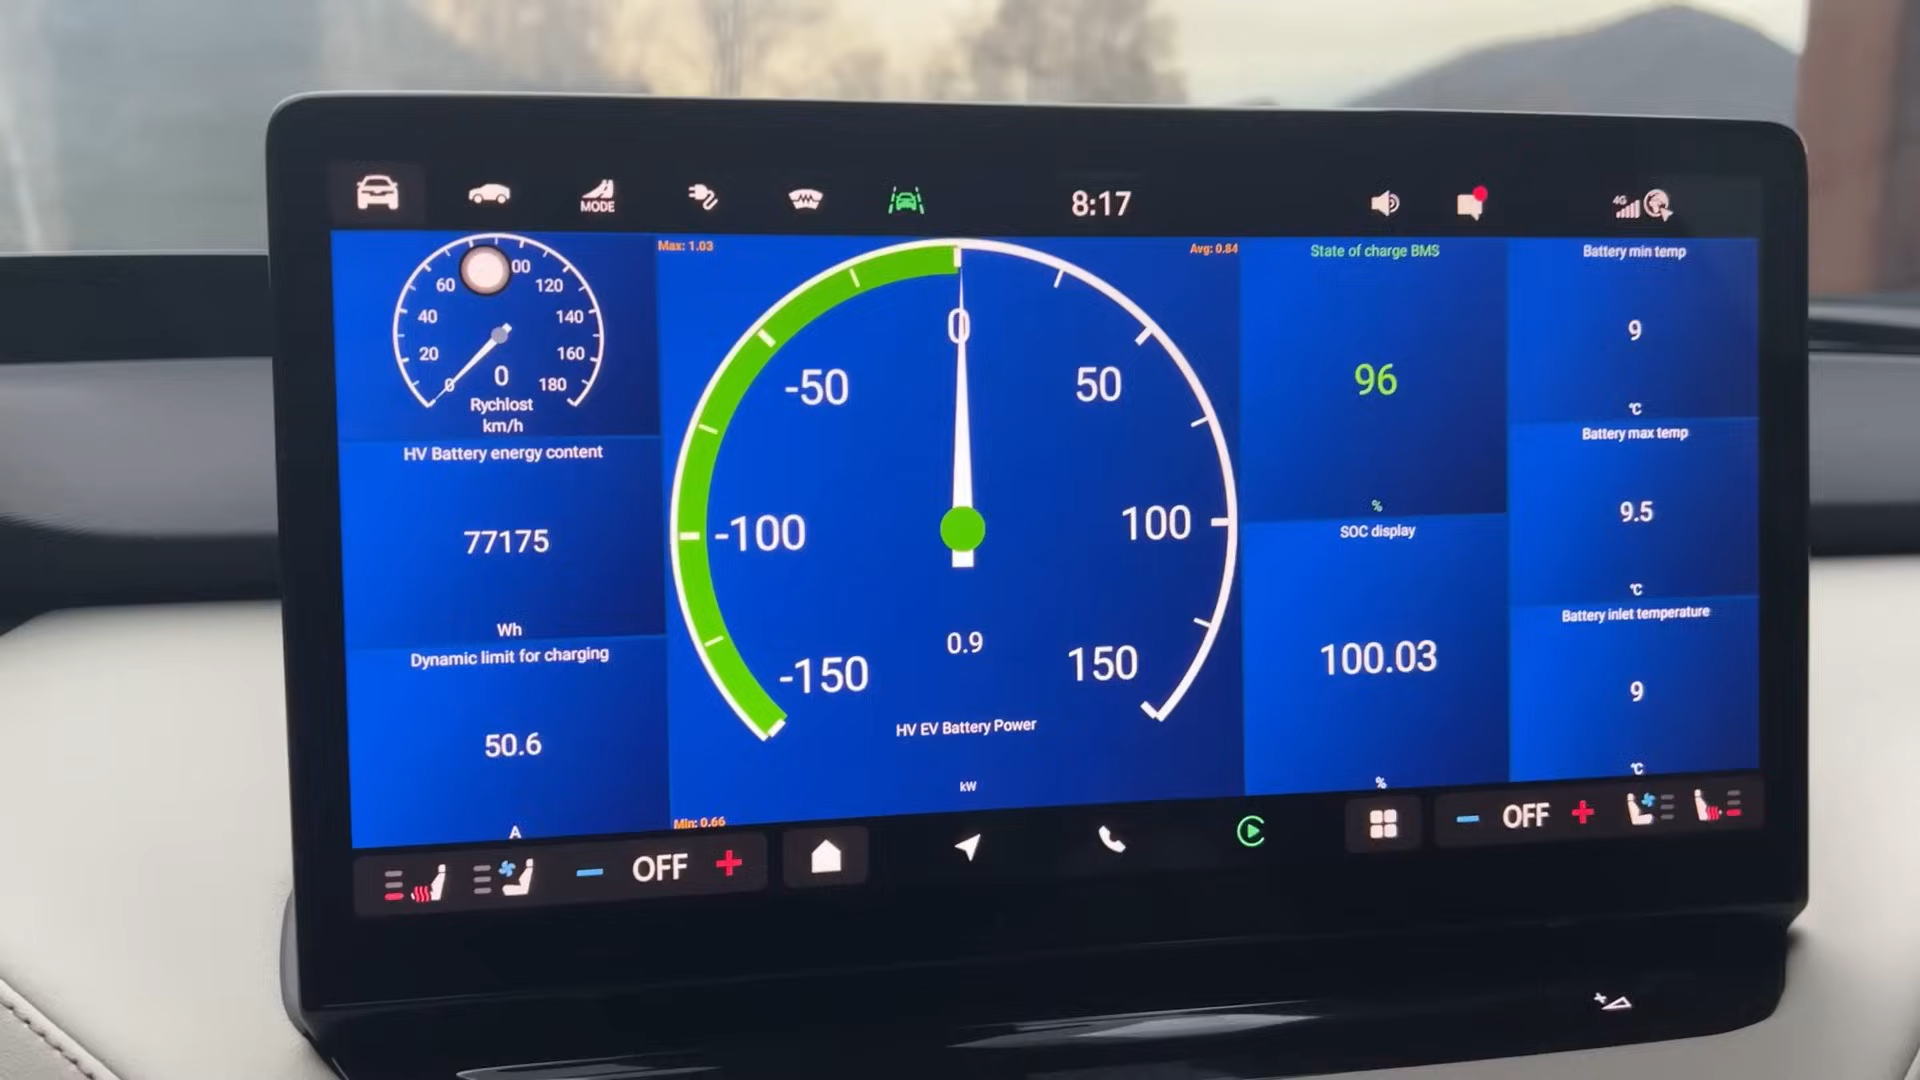 MODE
8:17
4G
00
60
120
40
140
20
160
0
0
180
Rychlost
km/h
HV Battery energy content
77175
Wh
Dynamic limit for charging
50.6
A
Max: 1.03
Avg: 0.84
0
-50
50
-100
100
-150
150
0.9
HV EV Battery Power
kW
Min: 0.66
State of charge BMS
96
%
SOC display
100.03
%
Battery min temp
9
°C
Battery max temp
9.5
°C
Battery inlet temperature
9
°C
- OFF +
- OFF +